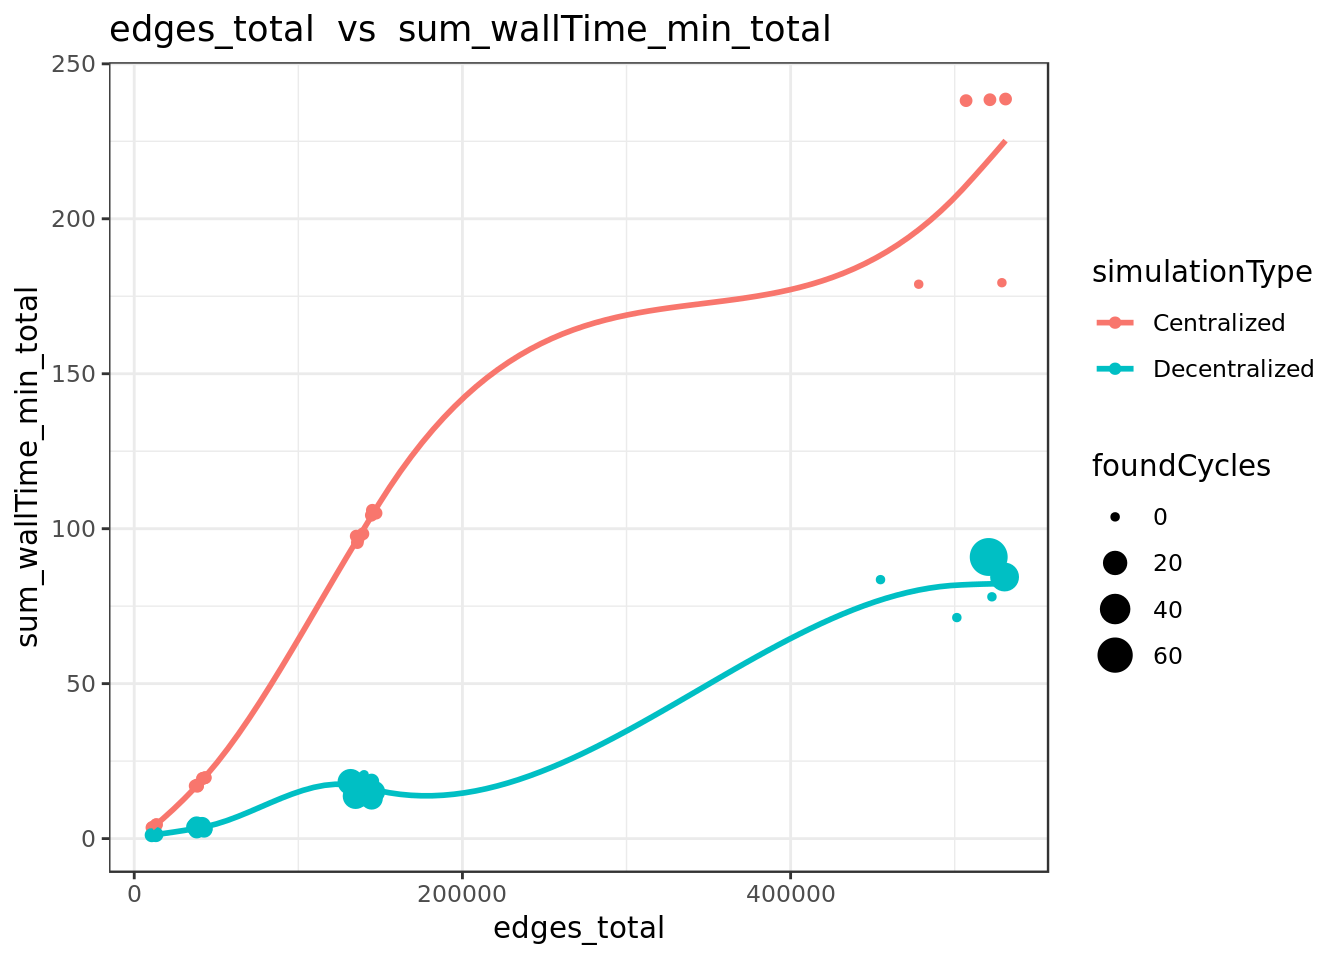 edges_total  vs  sum_wallTime_min_total
250
200
150
100
50
0
sum_wallTime_min_total
0
200000
400000
edges_total
simulationType
Centralized
Decentralized
foundCycles
0
20
40
60